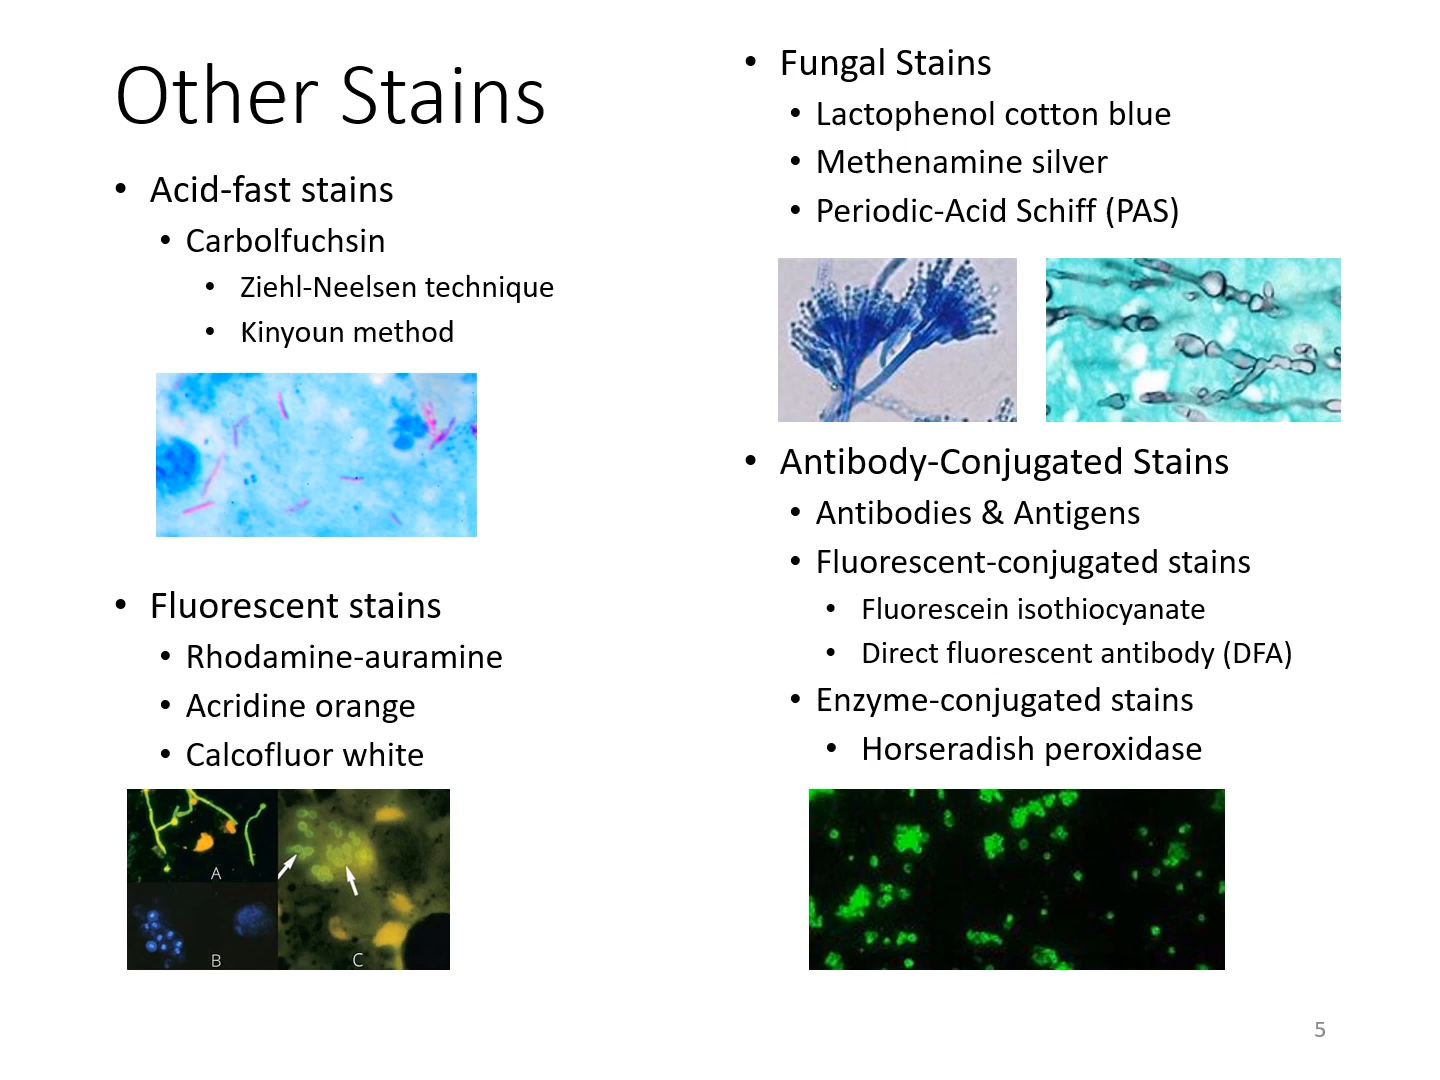 Other Stains
• Acid-fast stains
• Carbolfuchsin
• Ziehl-Neelsen technique
• Kinyoun method
• Fluorescent stains
• Rhodamine-auramine
• Acridine orange
• Calcofluor white
A
B
C
• Fungal Stains
• Lactophenol cotton blue
• Methenamine silver
• Periodic-Acid Schiff (PAS)
• Antibody-Conjugated Stains
• Antibodies & Antigens
• Fluorescent-conjugated stains
• Fluorescein isothiocyanate
• Direct fluorescent antibody (DFA)
• Enzyme-conjugated stains
• Horseradish peroxidase
5